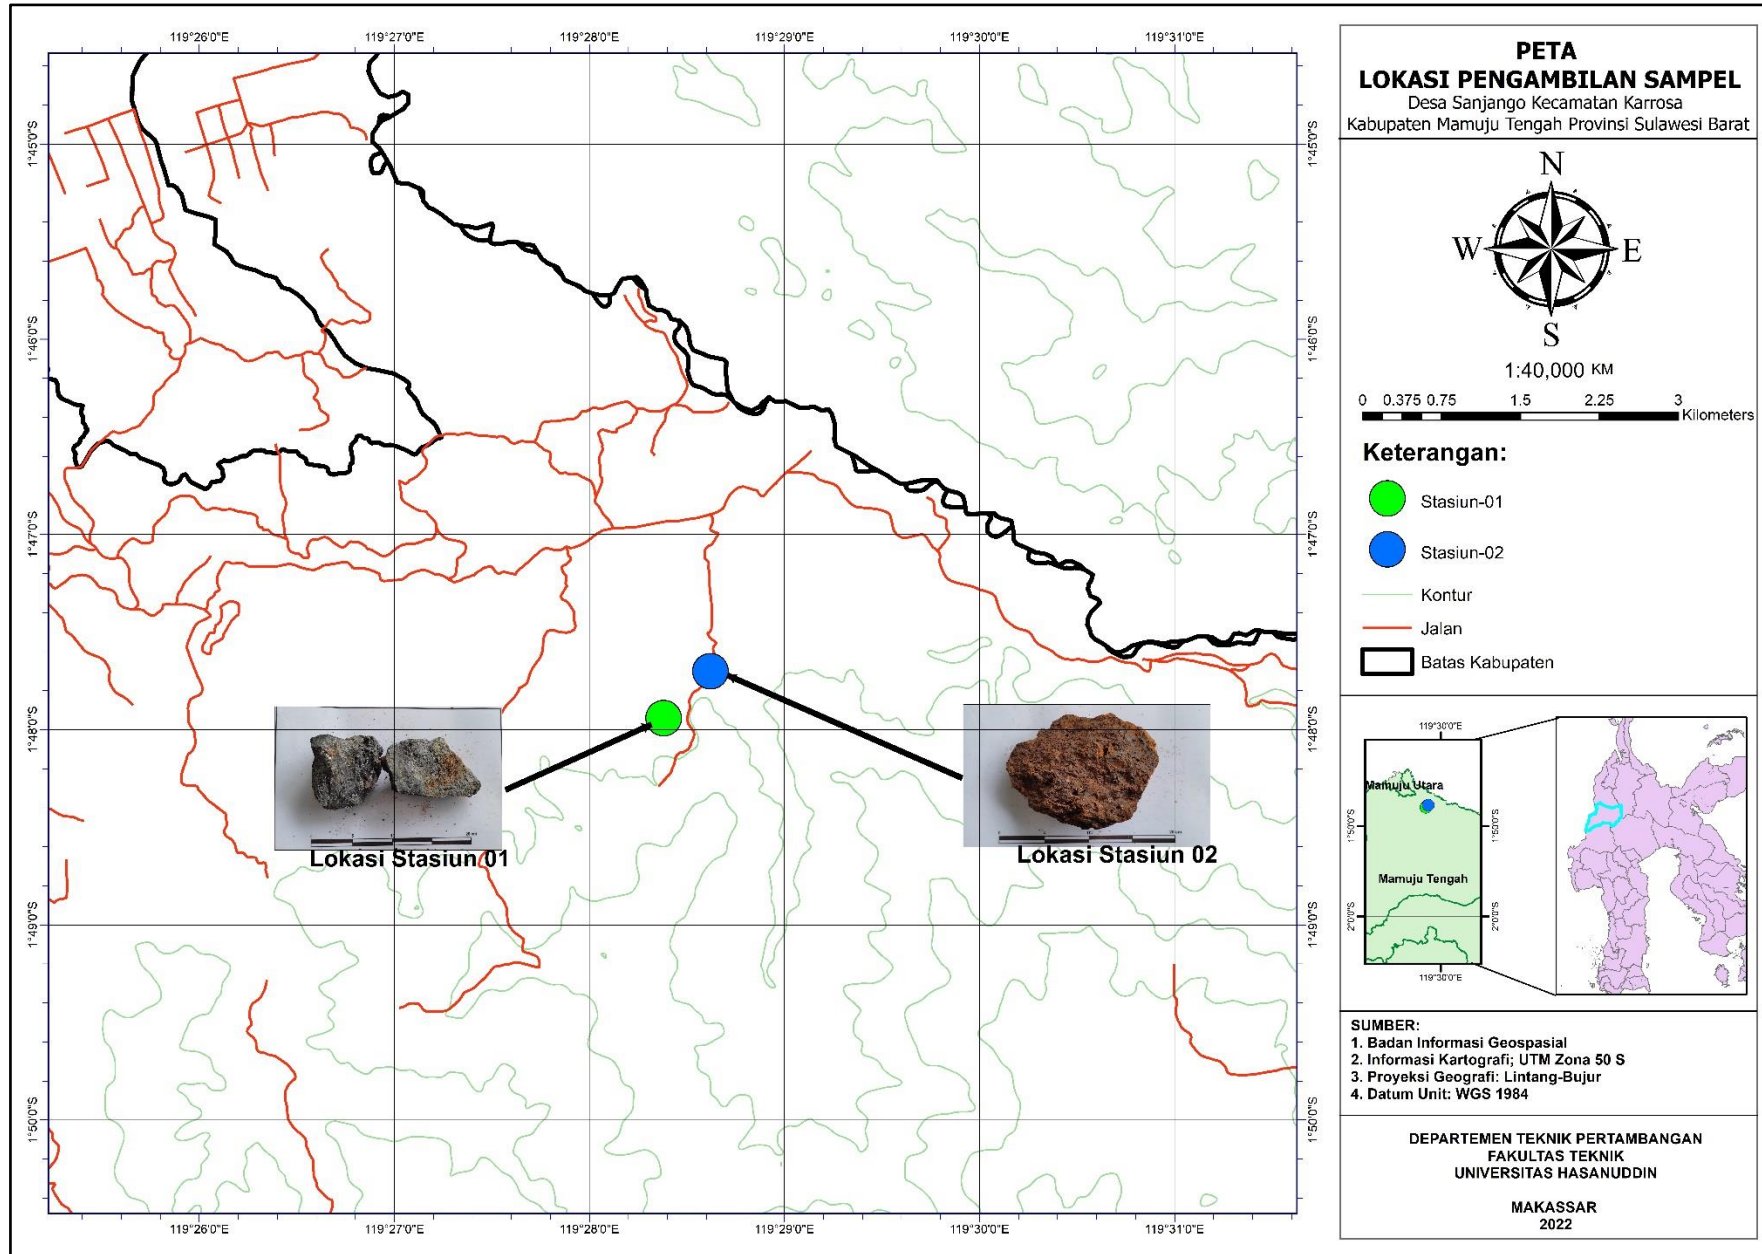 119°26'0"E 119°27'0"E 119°28'0"E 119°29'0"E 119°30'0"E 119°31'0"E
1°45'0"S 1°45'0"S
1°46'0"S 1°46'0"S
1°47'0"S 1°47'0"S
1°48'0"S 1°48'0"S
1°49'0"S 1°49'0"S
1°50'0"S 1°50'0"S
Lokasi Stasiun 01
Lokasi Stasiun 02
119°26'0"E 119°27'0"E 119°28'0"E 119°29'0"E 119°30'0"E 119°31'0"E
PETA
LOKASI PENGAMBILAN SAMPEL
Desa Sanjango Kecamatan Karrosa
Kabupaten Mamuju Tengah Provinsi Sulawesi Barat
N
W E
S
1:40,000 KM
0 0.375 0.75 1.5 2.25 3
Kilometers
Keterangan:
Stasiun-01
Stasiun-02
Kontur
Jalan
Batas Kabupaten
119°30'0"E
Mamuju Utara
1°50'0"S 1°50'0"S
Mamuju Tengah
2°0'0"S 2°0'0"S
119°30'0"E
SUMBER:
1. Badan Informasi Geospasial
2. Informasi Kartografi; UTM Zona 50 S
3. Proyeksi Geografi: Lintang-Bujur
4. Datum Unit: WGS 1984
DEPARTEMEN TEKNIK PERTAMBANGAN
FAKULTAS TEKNIK
UNIVERSITAS HASANUDDIN
MAKASSAR
2022